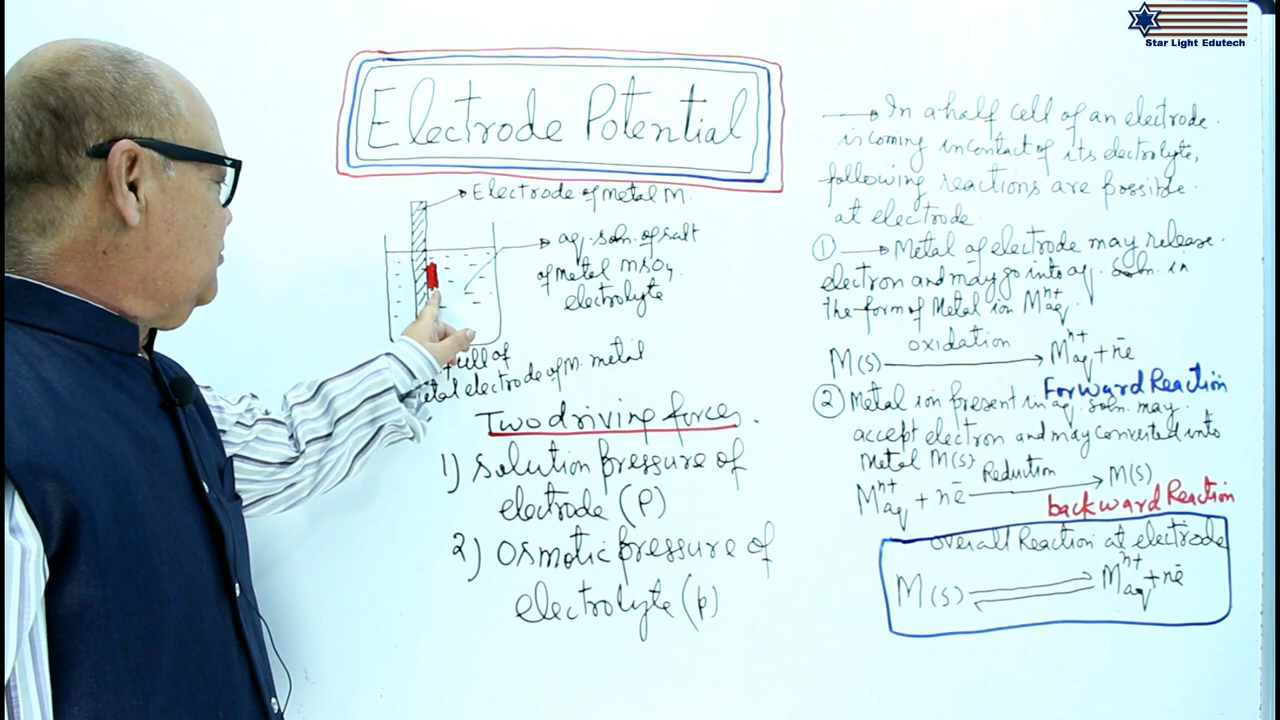 Star Light Edutech
Electrode Potential
Electrode of metal M.
aq. soln. of salt
of metal MSO4
electrolyte
cell of
electrode of M. metal
Two driving forces.
1) Solution pressure of
electrode (P)
2) Osmotic pressure of
electrolyte (p)
In a half cell of an electrode.
is coming in contact of its electrolyte,
following reactions are possible.
at electrode.
① Metal of electrode may release.
electron and may go into aq. soln. in
the form of Metal ion Mⁿ⁺aq.
oxidation
M(s) → Mⁿ⁺aq + nē
Forward Reaction
② Metal ion present in aq. soln. may.
accept electron and may converted into
Metal M(s)
Reduction
Mⁿ⁺aq + nē → M(s)
backward Reaction
overall Reaction at electrode
M(s) ⇌ Mⁿ⁺aq + nē